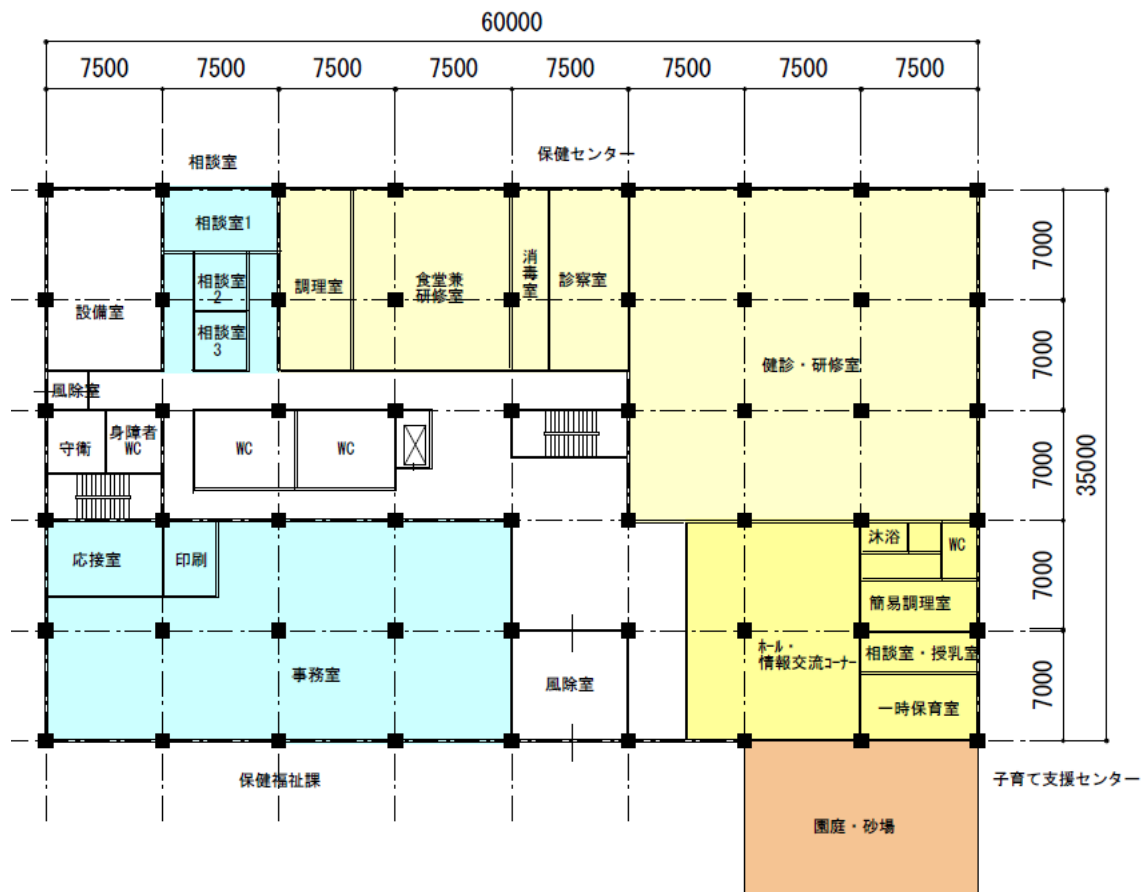 60000
7500 7500 7500 7500 7500 7500 7500 7500
相談室
保健センター
相談室1
相談室
2
相談室
3
設備室
調理室
食堂兼
研修室
消毒室
診察室
健診・研修室
7000
7000
7000
7000
7000
35000
風除室
守衛
身障者
WC
WC
WC
応接室
印刷
事務室
風除室
ホール・
情報交流コーナー
沐浴
WC
簡易調理室
相談室・授乳室
一時保育室
保健福祉課
子育て支援センター
園庭・砂場